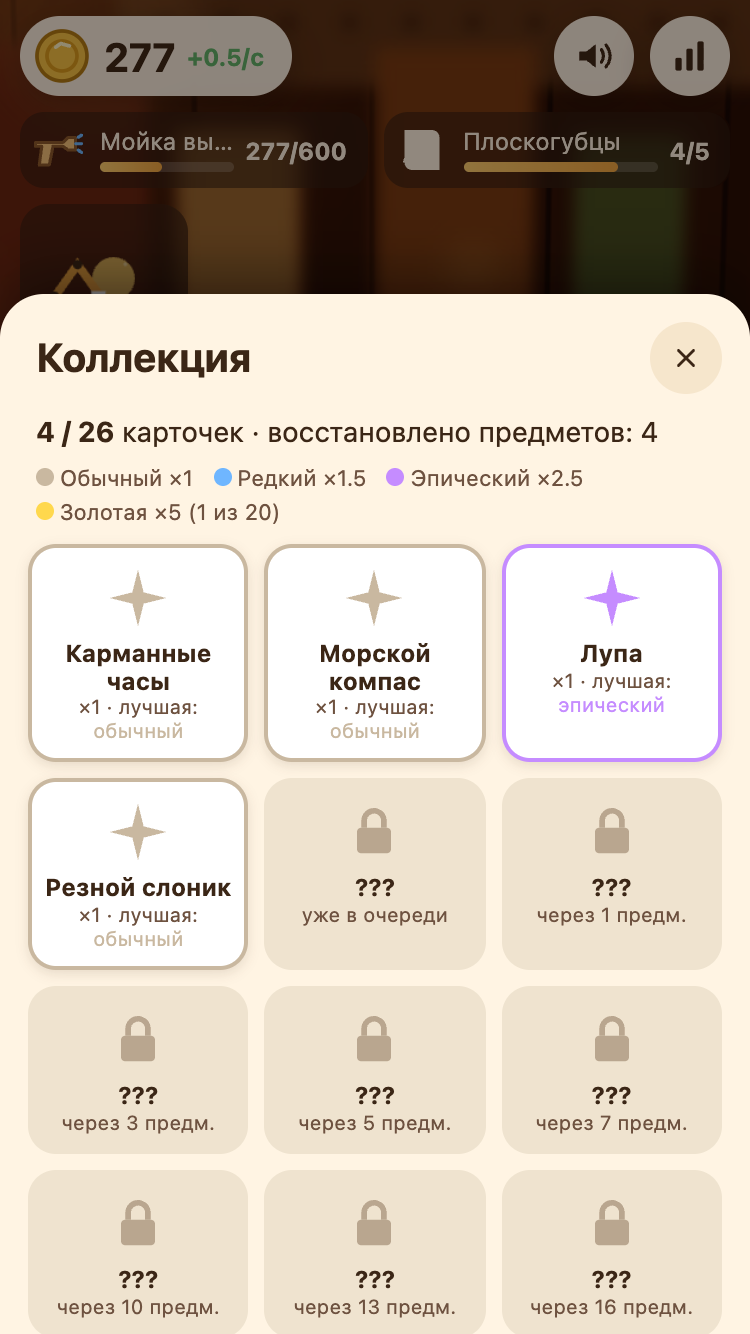 277 +0.5/с
Мойка вы... 277/600
Плоскогубцы 4/5
Коллекция
4 / 26 карточек · восстановлено предметов: 4
Обычный ×1 Редкий ×1.5 Эпический ×2.5
Золотая ×5 (1 из 20)
Карманные
часы
×1 · лучшая:
обычный
Морской
компас
×1 · лучшая:
обычный
Лупа
×1 · лучшая:
эпический
Резной слоник
×1 · лучшая:
обычный
???
уже в очереди
???
через 1 предм.
???
через 3 предм.
???
через 5 предм.
???
через 7 предм.
???
через 10 предм.
???
через 13 предм.
???
через 16 предм.